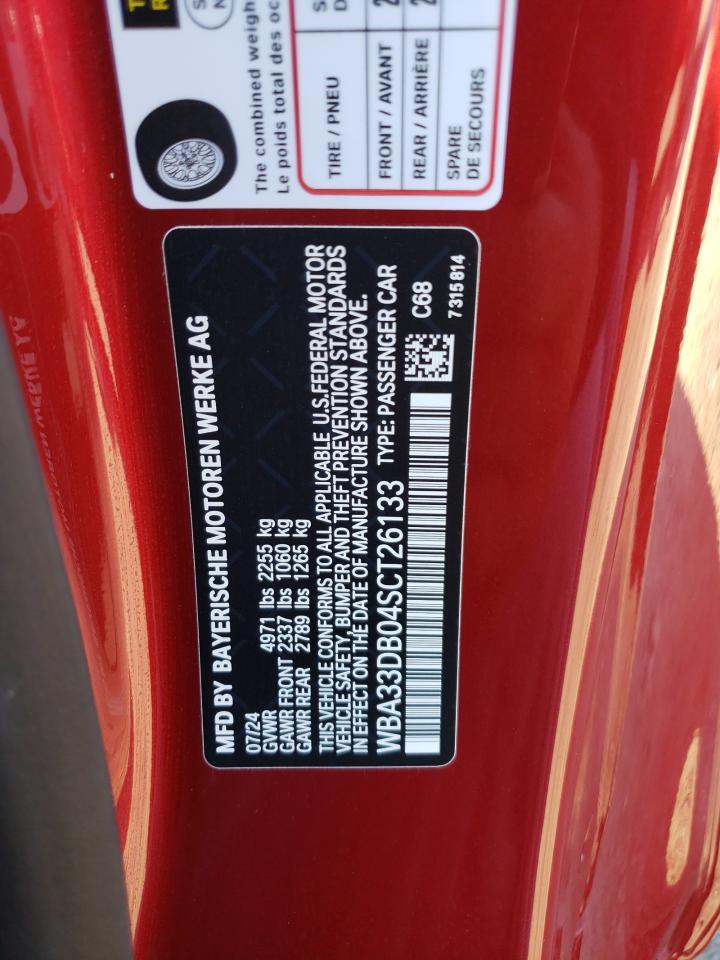 The combined weigh
Le poids total des oc
TIRE / PNEU
FRONT / AVANT
REAR / ARRIÈRE
SPARE
DE SECOURS
MFD BY BAYERISCHE MOTOREN WERKE AG
07/24
GVWR 4971 lbs 2255 kg
GAWR FRONT 2337 lbs 1060 kg
GAWR REAR 2789 lbs 1265 kg
THIS VEHICLE CONFORMS TO ALL APPLICABLE U.S.FEDERAL MOTOR
VEHICLE SAFETY, BUMPER AND THEFT PREVENTION STANDARDS
IN EFFECT ON THE DATE OF MANUFACTURE SHOWN ABOVE.
WBA33DB04SCT26133 TYPE: PASSENGER CAR
C68
7315814